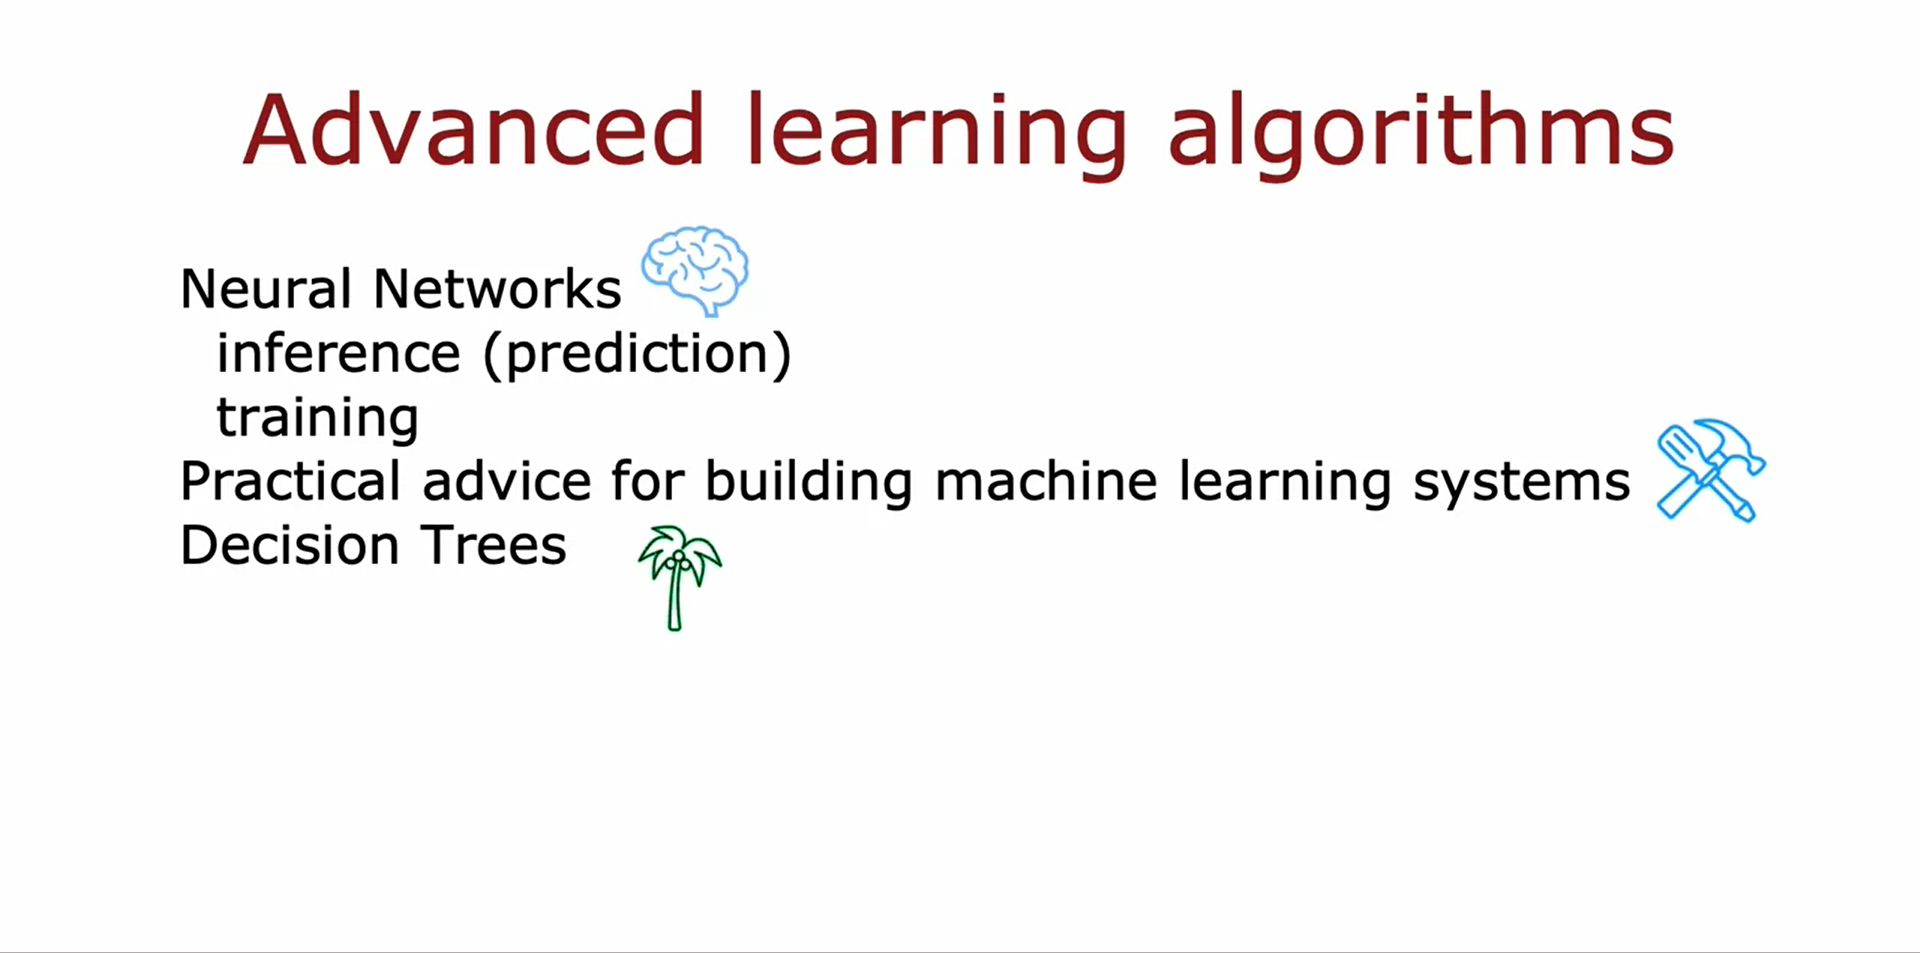 Advanced learning algorithms
Neural Networks
inference (prediction)
training
Practical advice for building machine learning systems
Decision Trees